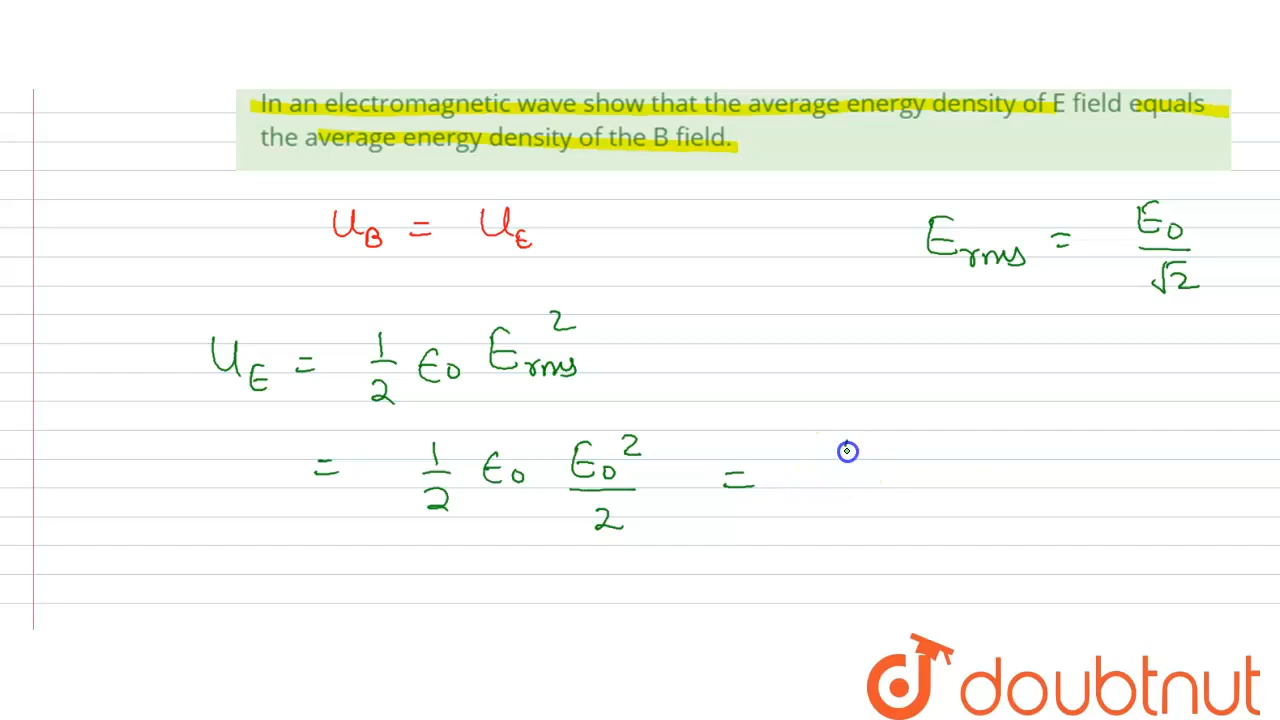 In an electromagnetic wave show that the average energy density of E field equals
the average energy density of the B field.
U_B = U_E
E_rms = E_0/√2
U_E = 1/2 ϵ_0 E_rms^2
= 1/2 ϵ_0 E_0^2/2 =
doubtnut